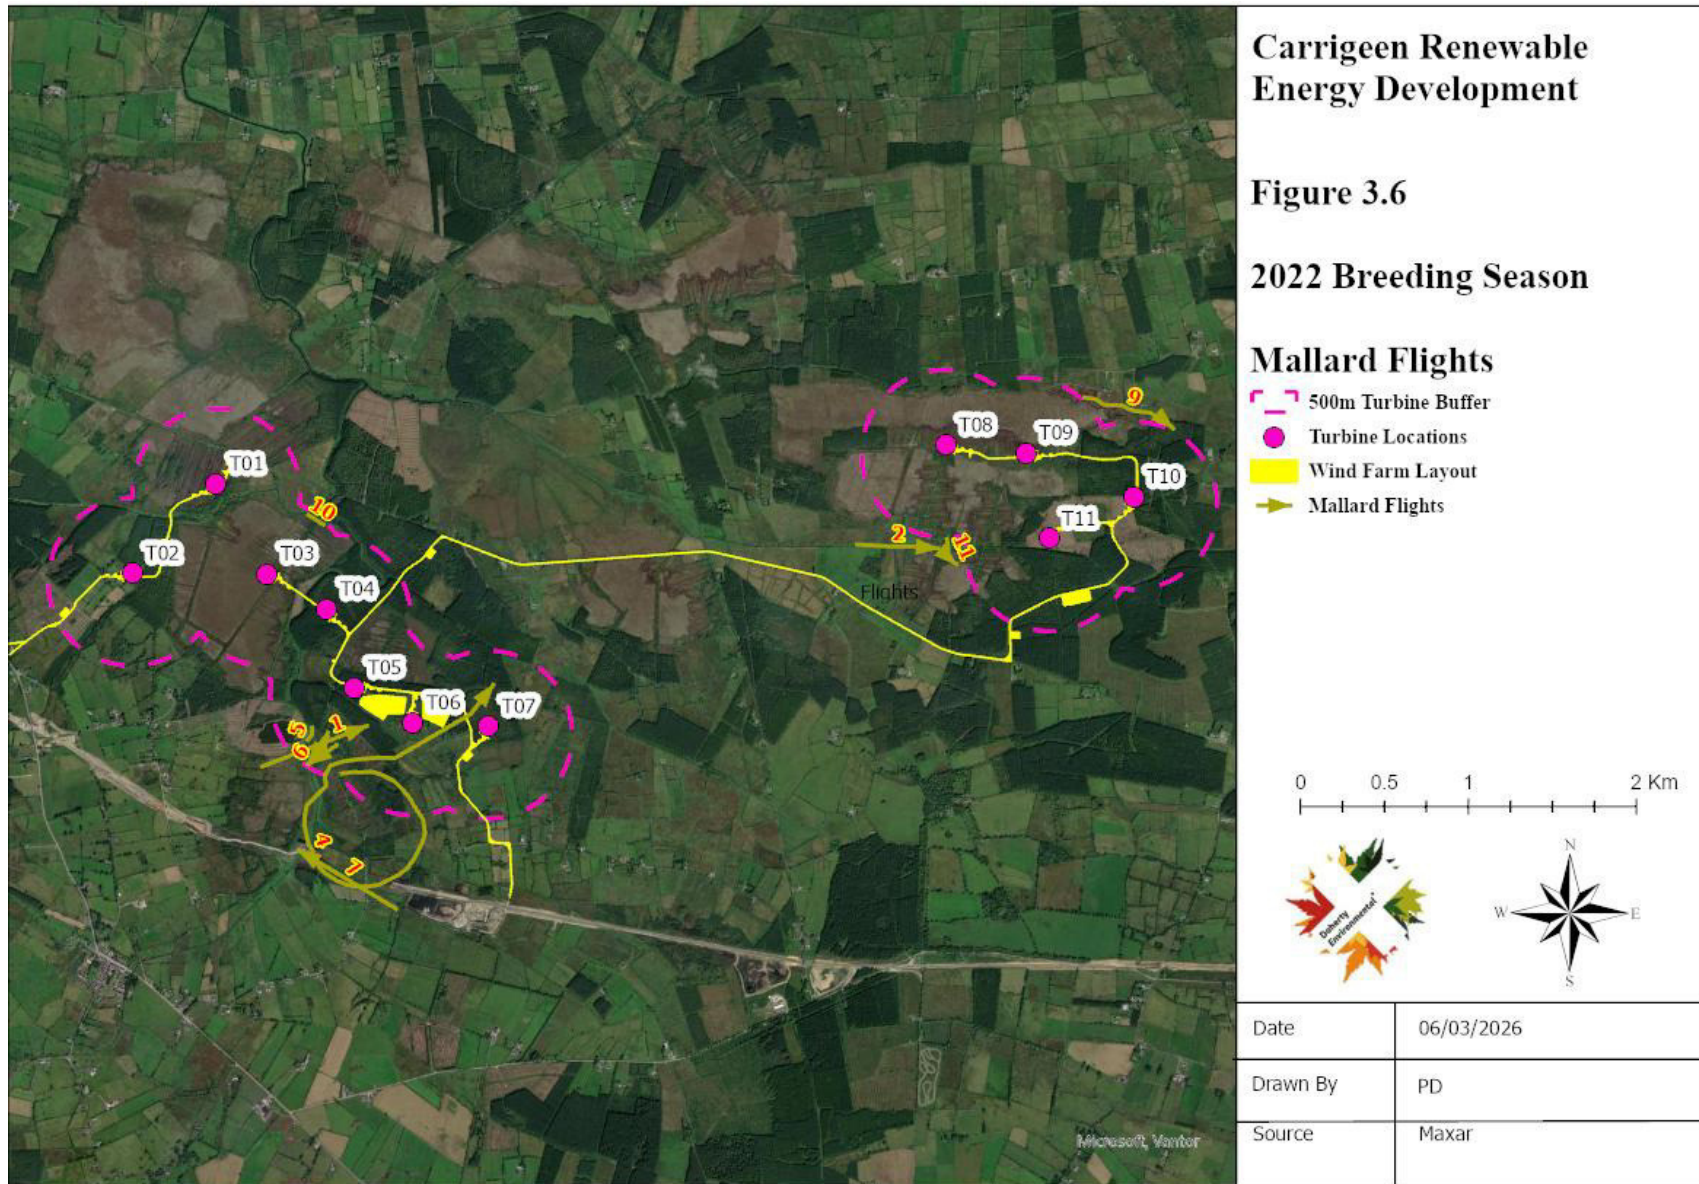 Carrigeen Renewable
Energy Development
Figure 3.6
2022 Breeding Season
Mallard Flights
500m Turbine Buffer
Turbine Locations
Wind Farm Layout
Mallard Flights
T08
T09
9
T01
T10
10
T11
2
11
T02
T03
Flights
T04
T05
T06
T07
5
1
6
4
7
0 0.5 1 2 Km
Doherty
Environmental
N
W E
S
Date 06/03/2026
Drawn By PD
Source Maxar
Microsoft, Vantor